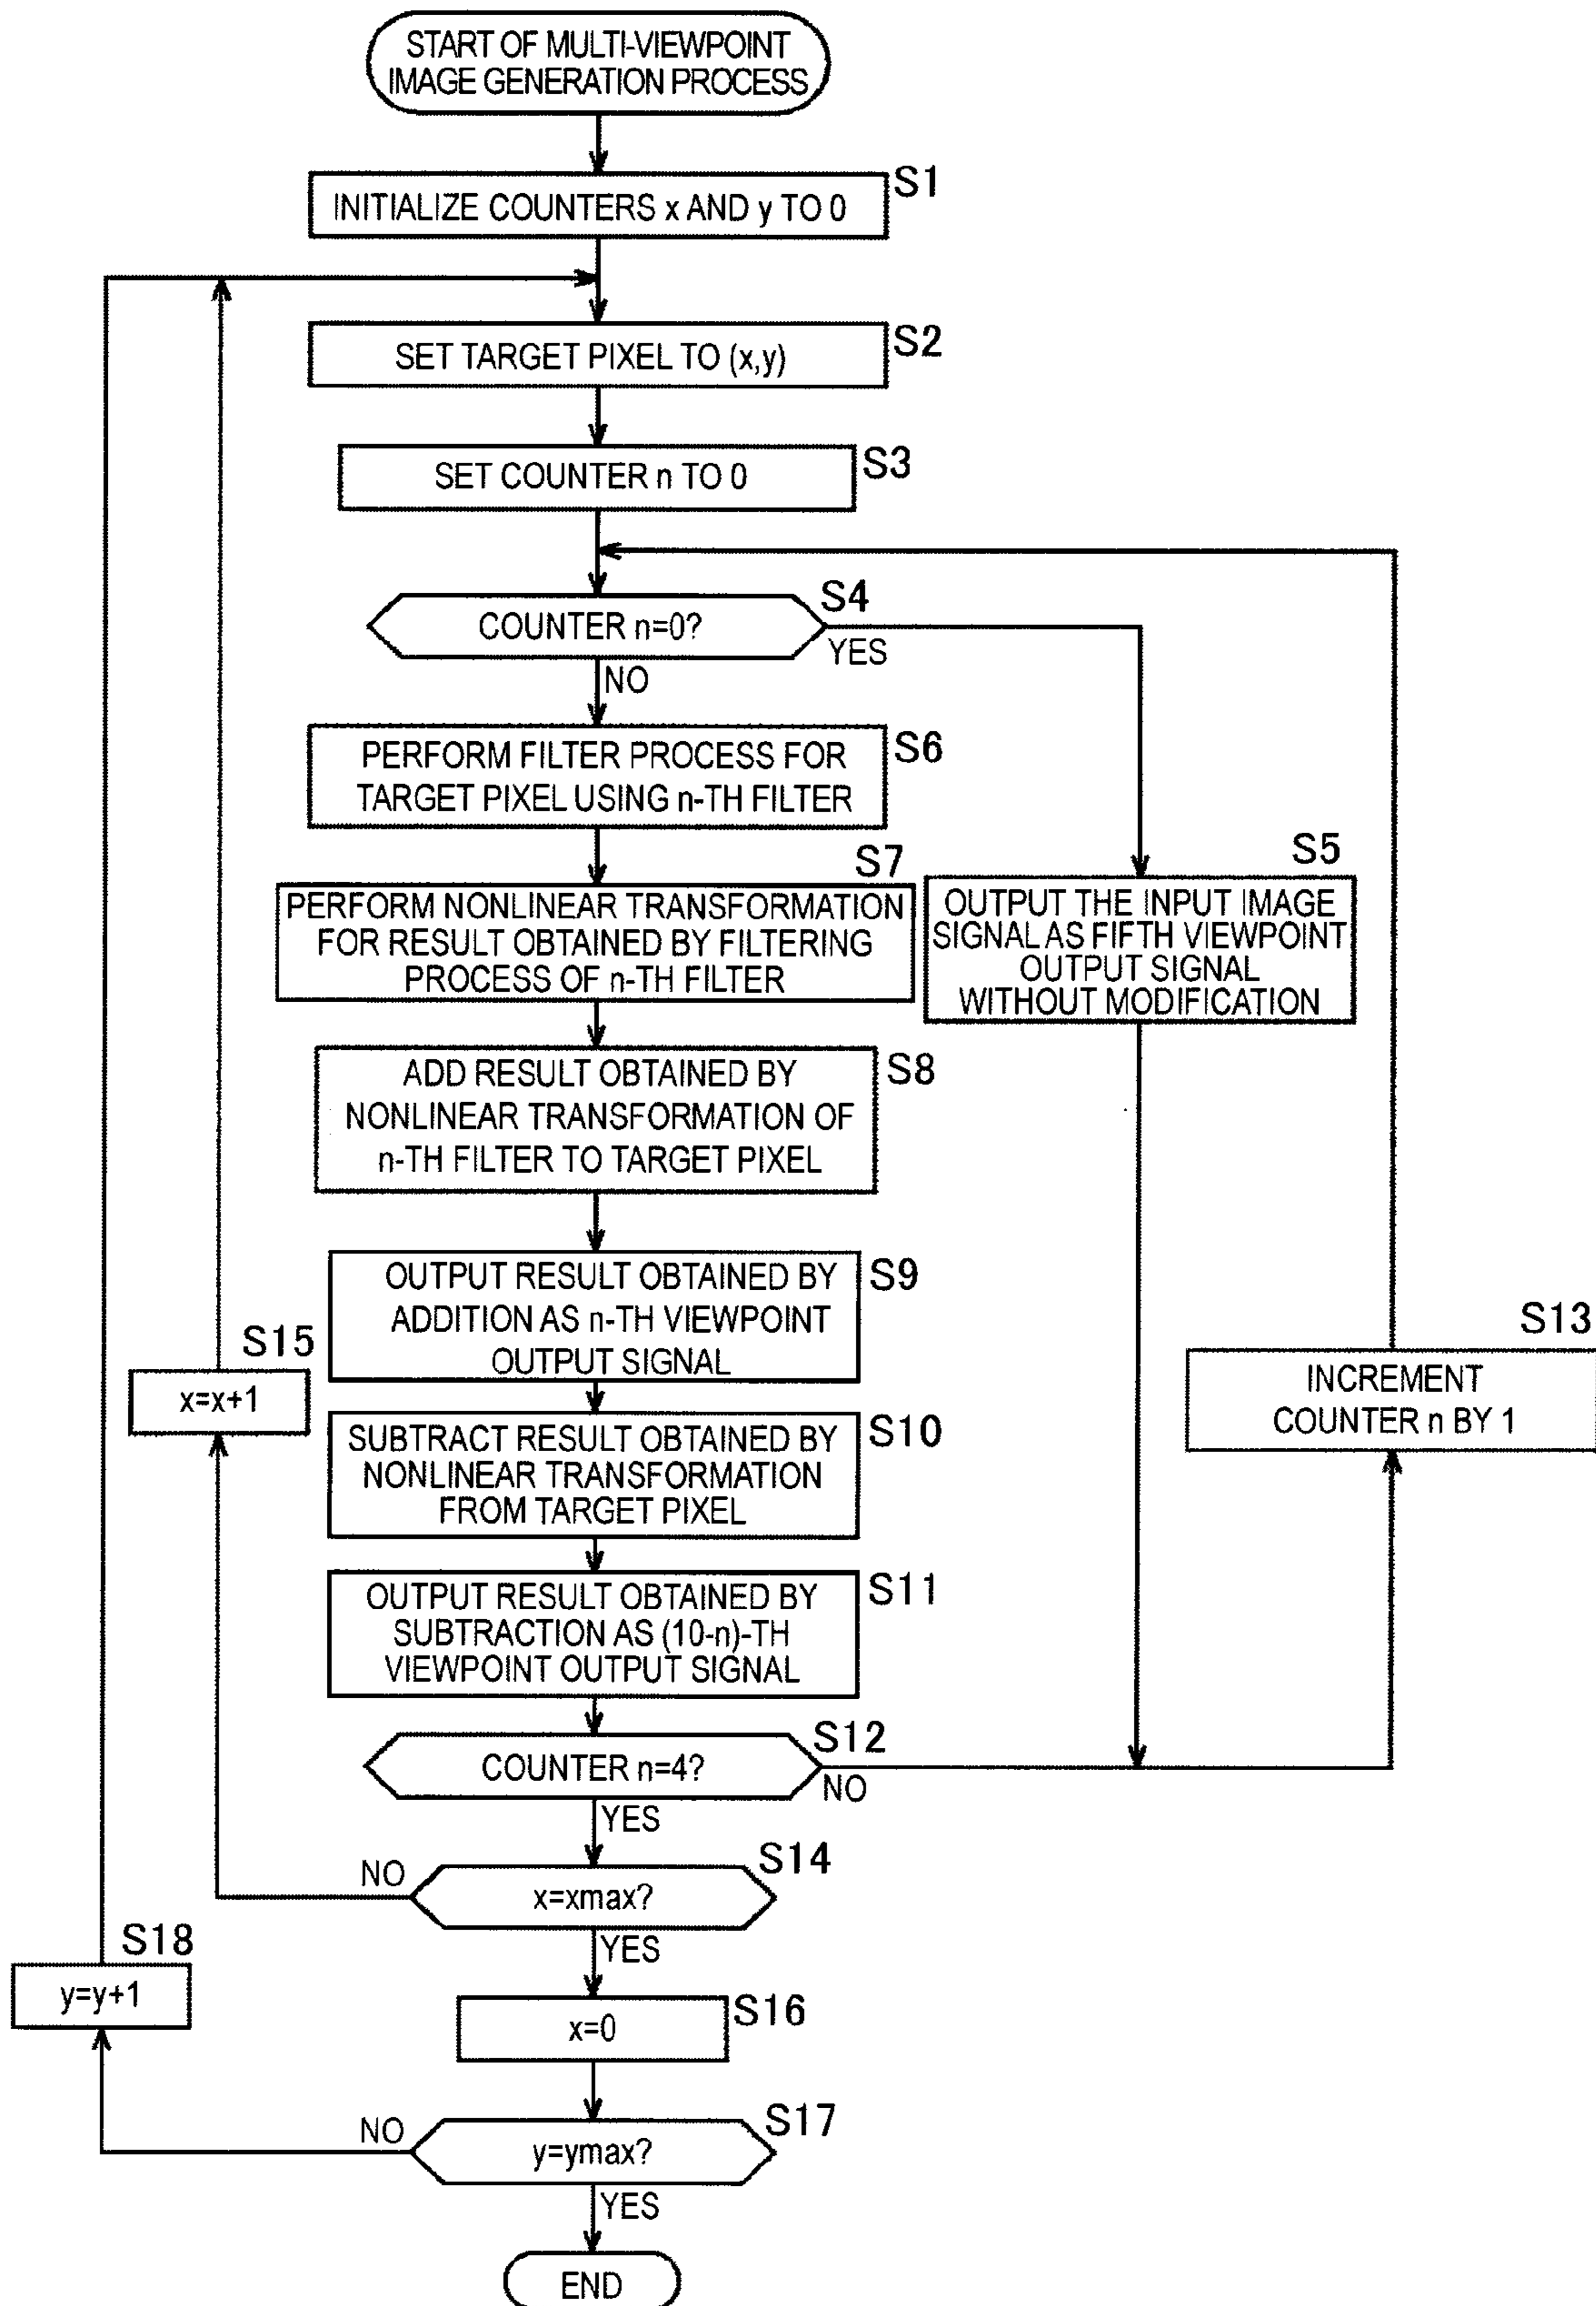 START OF MULTI-VIEWPOINT
IMAGE GENERATION PROCESS
S1
INITIALIZE COUNTERS x AND y TO 0
S2
SET TARGET PIXEL TO (x,y)
S3
SET COUNTER n TO 0
S4
COUNTER n=0?
YES
NO
S6
PERFORM FILTER PROCESS FOR
TARGET PIXEL USING n-TH FILTER
S7
PERFORM NONLINEAR TRANSFORMATION
FOR RESULT OBTAINED BY FILTERING
PROCESS OF n-TH FILTER
S5
OUTPUT THE INPUT IMAGE
SIGNAL AS FIFTH VIEWPOINT
OUTPUT SIGNAL
WITHOUT MODIFICATION
S8
ADD RESULT OBTAINED BY
NONLINEAR TRANSFORMATION OF
n-TH FILTER TO TARGET PIXEL
S9
OUTPUT RESULT OBTAINED BY
ADDITION AS n-TH VIEWPOINT
OUTPUT SIGNAL
S15
x=x+1
S13
INCREMENT
COUNTER n BY 1
S10
SUBTRACT RESULT OBTAINED BY
NONLINEAR TRANSFORMATION
FROM TARGET PIXEL
S11
OUTPUT RESULT OBTAINED BY
SUBTRACTION AS (10-n)-TH
VIEWPOINT OUTPUT SIGNAL
S12
COUNTER n=4?
NO
YES
S14
NO
x=xmax?
YES
S18
y=y+1
S16
x=0
S17
NO
y=ymax?
YES
END